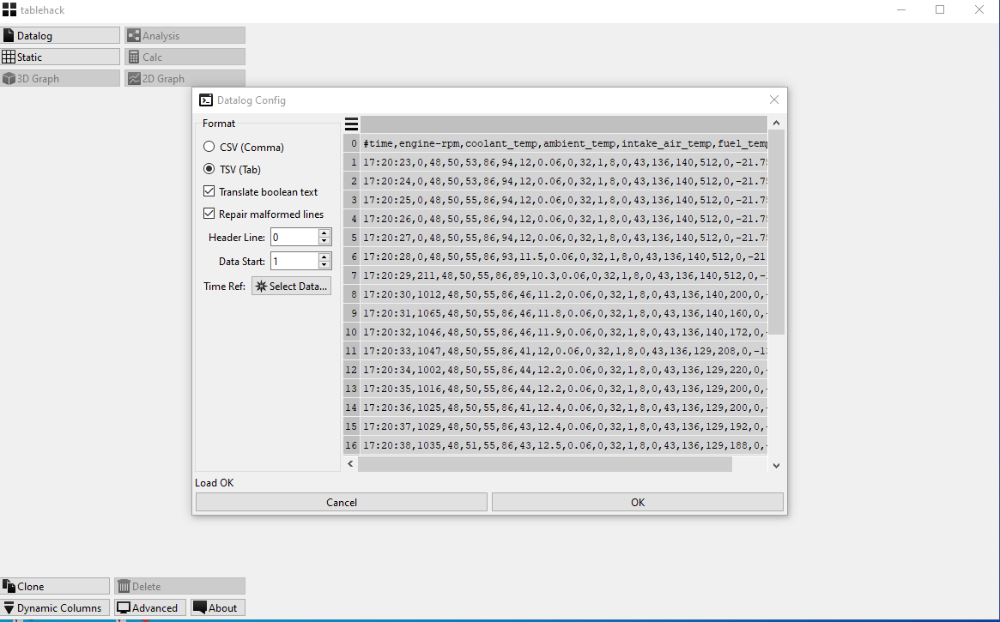 tablehack
Datalog
Analysis
Static
Calc
3D Graph
2D Graph
Datalog Config
Format
CSV (Comma)
TSV (Tab)
Translate boolean text
Repair malformed lines
Header Line: 0
Data Start: 1
Time Ref: Select Data...
0 #time,engine-rpm,coolant_temp,ambient_temp,intake_air_temp,fuel_temp
1 17:20:23,0,48,50,53,86,94,12,0.06,0,32,1,8,0,43,136,140,512,0,-21.75
2 17:20:24,0,48,50,53,86,94,12,0.06,0,32,1,8,0,43,136,140,512,0,-21.75
3 17:20:25,0,48,50,53,86,94,12,0.06,0,32,1,8,0,43,136,140,512,0,-21.75
4 17:20:26,0,48,50,55,86,94,12,0.06,0,32,1,8,0,43,136,140,512,0,-21.75
5 17:20:27,0,48,50,55,86,94,12,0.06,0,32,1,8,0,43,136,140,512,0,-21.75
6 17:20:28,0,48,50,55,86,93,11.5,0.06,0,32,1,8,0,43,136,140,512,0,-21
7 17:20:29,211,48,50,55,86,89,10.3,0.06,0,32,1,8,0,43,136,140,512,0,-
8 17:20:30,1012,48,50,55,86,46,11.2,0.06,0,32,1,8,0,43,136,140,200,0,-
9 17:20:31,1065,48,50,55,86,46,11.8,0.06,0,32,1,8,0,43,136,140,160,0,-
10 17:20:32,1046,48,50,55,86,46,11.9,0.06,0,32,1,8,0,43,136,140,172,0,-
11 17:20:33,1047,48,50,55,86,41,12,0.06,0,32,1,8,0,43,136,129,208,0,-1
12 17:20:34,1002,48,50,55,86,44,12.2,0.06,0,32,1,8,0,43,136,129,220,0,-
13 17:20:35,1016,48,50,55,86,44,12.2,0.06,0,32,1,8,0,43,136,129,200,0,-
14 17:20:36,1025,48,50,55,86,41,12.4,0.06,0,32,1,8,0,43,136,129,200,0,-
15 17:20:37,1029,48,50,55,86,43,12.4,0.06,0,32,1,8,0,43,136,129,192,0,-
16 17:20:38,1035,48,51,55,86,43,12.5,0.06,0,32,1,8,0,43,136,129,188,0,-
Load OK
Cancel
OK
Clone
Delete
Dynamic Columns
Advanced
About